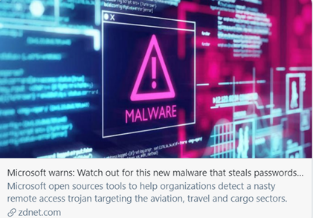 MALWARE
Microsoft warns: Watch out for this new malware that steals passwords...
Microsoft open sources tools to help organizations detect a nasty
remote access trojan targeting the aviation, travel and cargo sectors.
zdnet.com